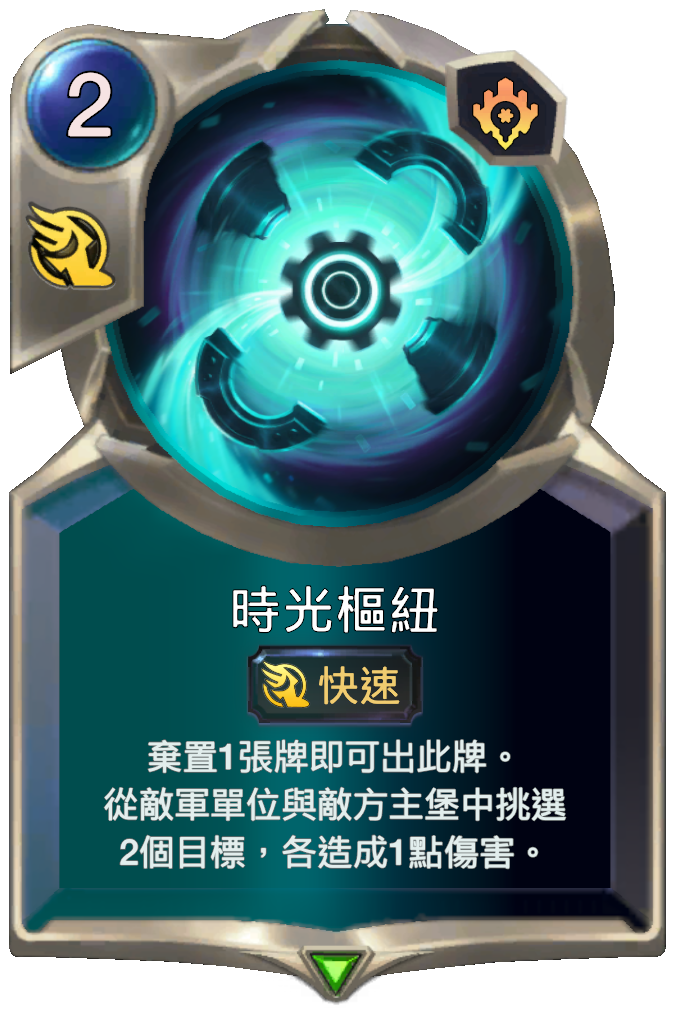 2
時光樞紐
快速
棄置1張牌即可出此牌。
從敵軍單位與敵方主堡中挑選
2個目標，各造成1點傷害。